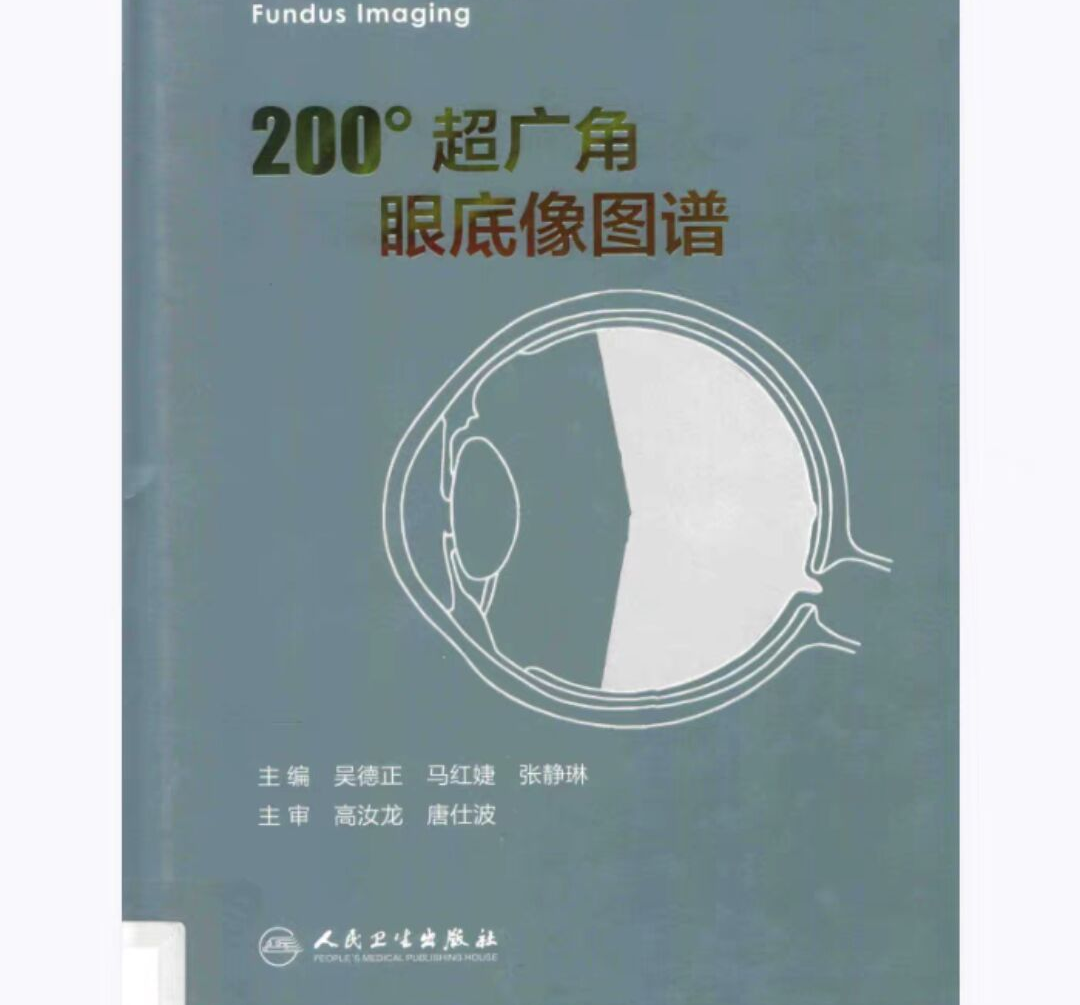 Fundus Imaging
200° 超广角
眼底像图谱
主 编 吴德正 马红婕 张静琳
主 审 高汝龙 唐仕波
人民卫生出版社
PEOPLE'S MEDICAL PUBLISHING HOUSE